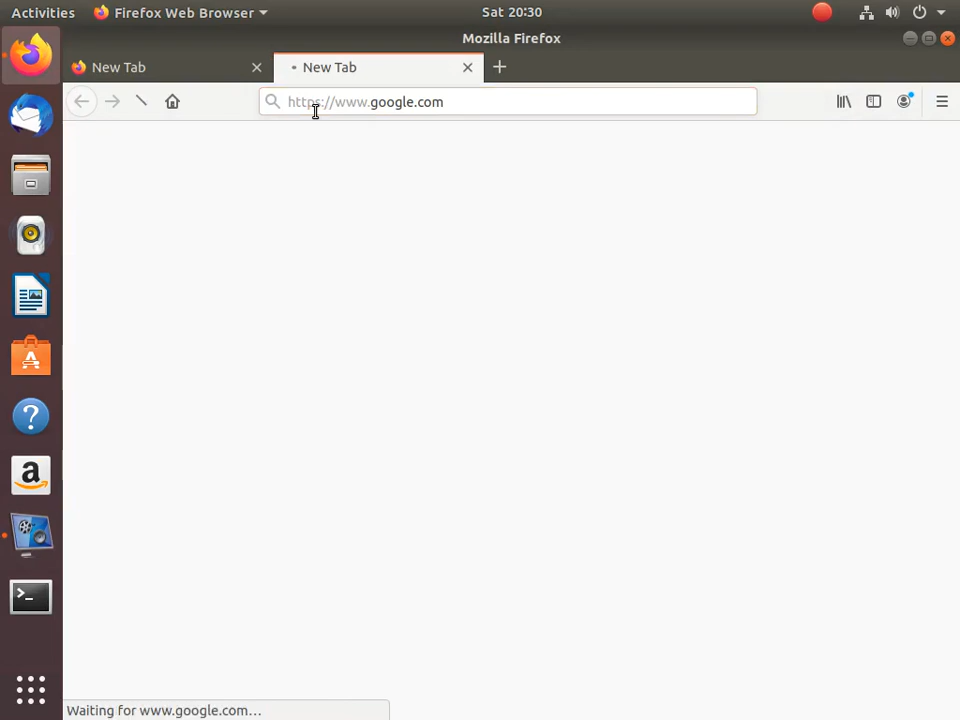 Activities Firefox Web Browser Sat 20:30
Mozilla Firefox
New Tab New Tab
https://www.google.com
Waiting for www.google.com…